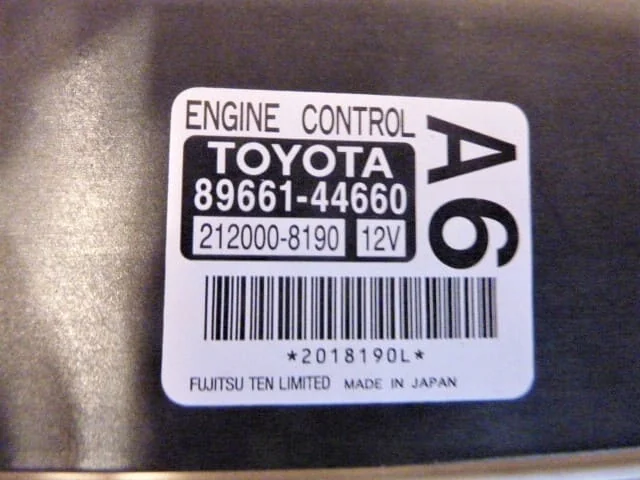 ENGINE CONTROL
TOYOTA
89661-44660
212000-8190 12V
A6
*2018190L*
FUJITSU TEN LIMITED MADE IN JAPAN